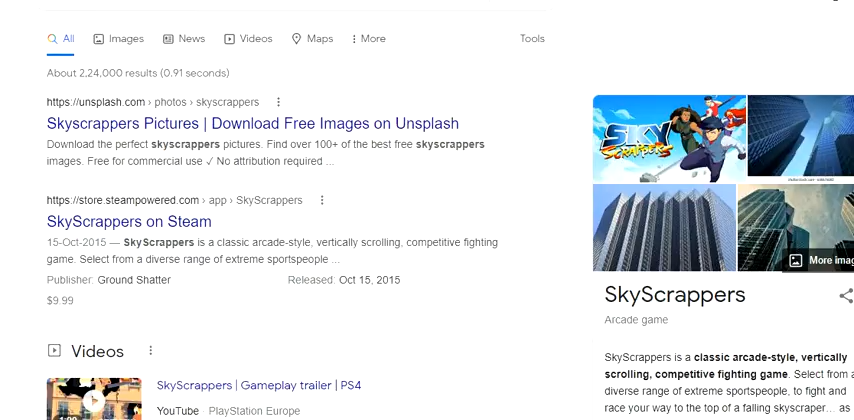 All Images News Videos Maps More Tools
About 2,24,000 results (0.91 seconds)
https://unsplash.com › photos › skyscrappers
Skyscrappers Pictures | Download Free Images on Unsplash
Download the perfect skyscrappers pictures. Find over 100+ of the best free skyscrappers
images. Free for commercial use ✓ No attribution required ...
https://store.steampowered.com › app › SkyScrappers
SkyScrappers on Steam
15-Oct-2015 — SkyScrappers is a classic arcade-style, vertically scrolling, competitive fighting
game. Select from a diverse range of extreme sportspeople ...
Publisher: Ground Shatter Released: Oct 15, 2015
$9.99
Videos
SkyScrappers | Gameplay trailer | PS4
YouTube PlayStation Europe
SKY
SCRAPPERS
More imag
SkyScrappers
Arcade game
SkyScrappers is a classic arcade-style, vertically
scrolling, competitive fighting game. Select from a
diverse range of extreme sportspeople, to fight and
race your way to the top of a falling skyscraper... as